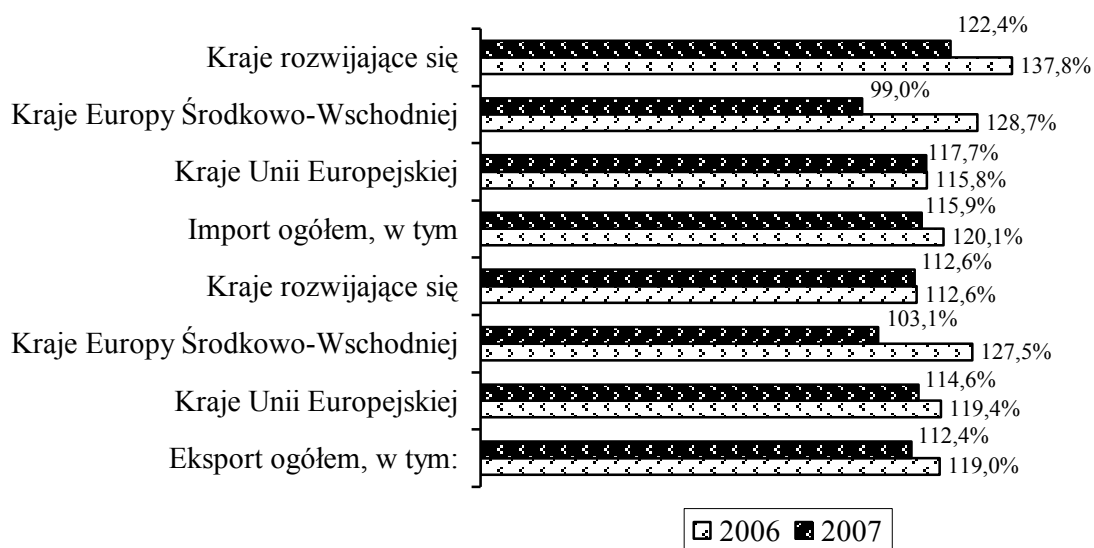 122,4%
Kraje rozwijające się
137,8%
99,0%
Kraje Europy Środkowo-Wschodniej
128,7%
117,7%
Kraje Unii Europejskiej
115,8%
115,9%
Import ogółem, w tym
120,1%
112,6%
Kraje rozwijające się
112,6%
103,1%
Kraje Europy Środkowo-Wschodniej
127,5%
114,6%
Kraje Unii Europejskiej
119,4%
112,4%
Eksport ogółem, w tym:
119,0%
2006 2007